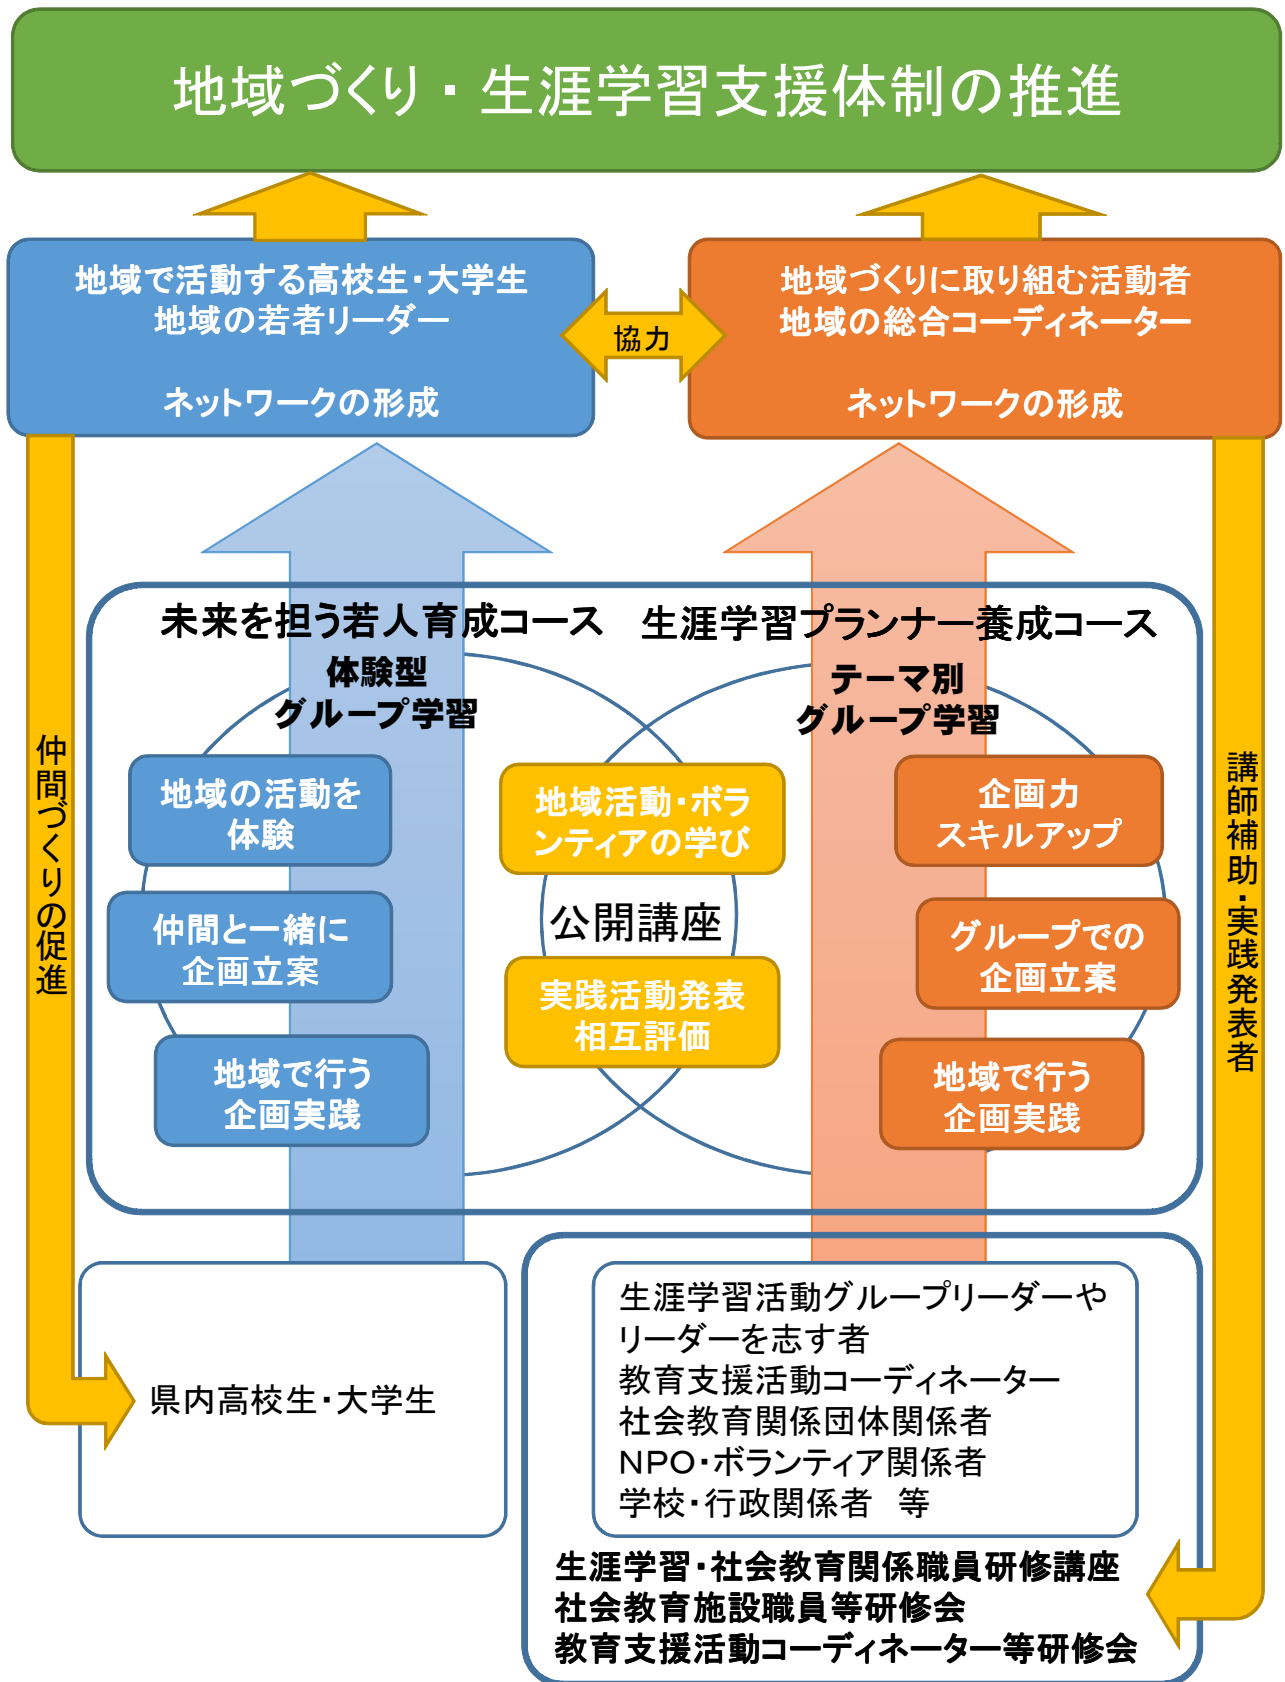 地域づくり・生涯学習支援体制の推進
地域で活動する高校生・大学生
地域の若者リーダー
ネットワークの形成
協力
地域づくりに取り組む活動者
地域の総合コーディネーター
ネットワークの形成
未来を担う若人育成コース
体験型
グループ学習
生涯学習プランナー養成コース
テーマ別
グループ学習
地域の活動を
体験
仲間と一緒に
企画立案
地域で行う
企画実践
地域活動・ボラ
ンティアの学び
公開講座
実践活動発表
相互評価
企画力
スキルアップ
グループでの
企画立案
地域で行う
企画実践
仲間づくりの促進
講師補助・実践発表者
県内高校生・大学生
生涯学習活動グループリーダーや
リーダーを志す者
教育支援活動コーディネーター
社会教育関係団体関係者
NPO・ボランティア関係者
学校・行政関係者　等
生涯学習・社会教育関係職員研修講座
社会教育施設職員等研修会
教育支援活動コーディネーター等研修会